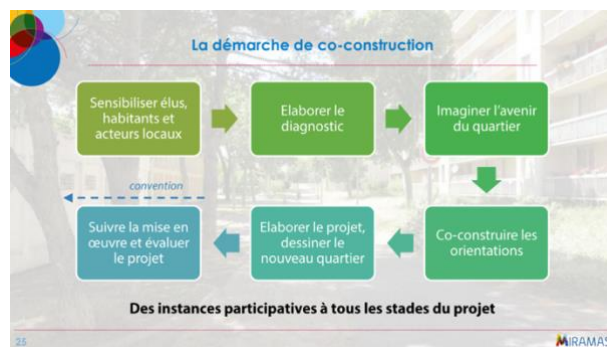 La démarche de co-construction
Sensibiliser élus,
habitants et
acteurs locaux
Elaborer le
diagnostic
Imaginer l'avenir
du quartier
convention
Suivre la mise en
œuvre et évaluer
le projet
Elaborer le projet,
dessiner le
nouveau quartier
Co-construire les
orientations
Des instances participatives à tous les stades du projet
25
MIRAMAS